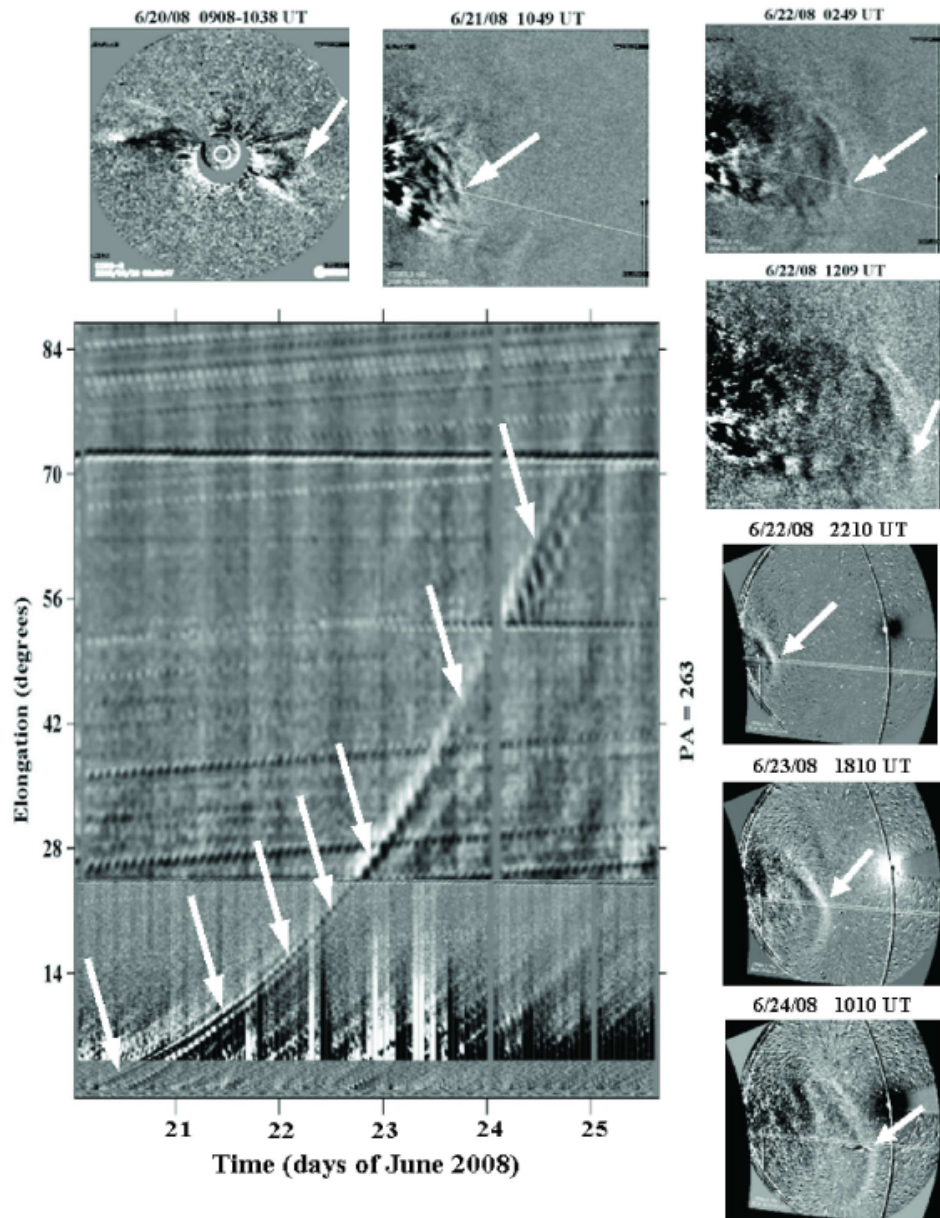 6/20/08 0908-1038 UT
6/21/08 1049 UT
6/22/08 0249 UT
6/22/08 1209 UT
84
70
56
42
28
14
Elongation (degrees)
PA = 263
21 22 23 24 25
Time (days of June 2008)
6/22/08 2210 UT
6/23/08 1810 UT
6/24/08 1010 UT